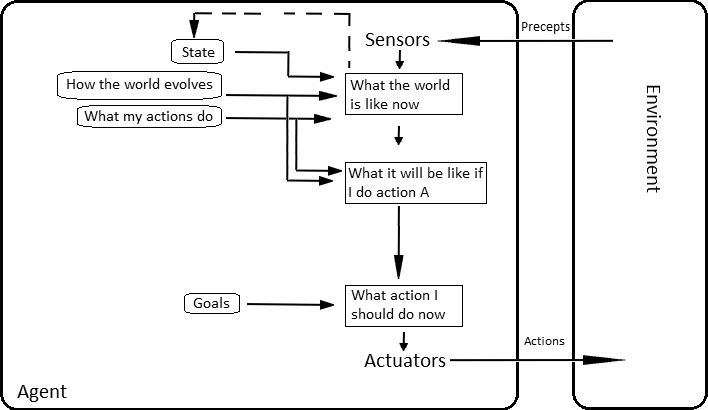 Precepts
Sensors
State
How the world evolves
What the world
is like now
What my actions do
Environment
What it will be like if
I do action A
Goals
What action I
should do now
Actions
Actuators
Agent